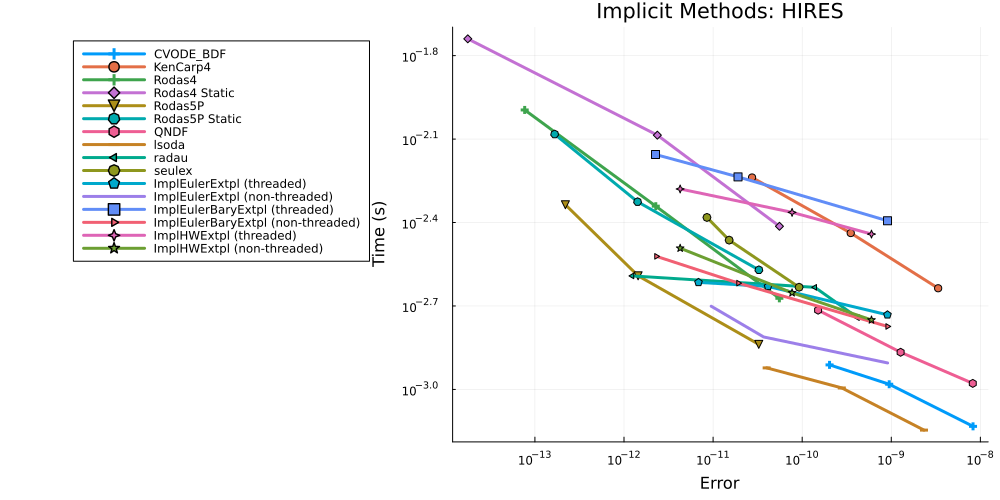 Implicit Methods: HIRES
CVODE_BDF
KenCarp4
Rodas4
Rodas4 Static
Rodas5P
Rodas5P Static
QNDF
lsoda
radau
seulex
ImplEulerExtpl (threaded)
ImplEulerExtpl (non-threaded)
ImplEulerBaryExtpl (threaded)
ImplEulerBaryExtpl (non-threaded)
ImplHWExtpl (threaded)
ImplHWExtpl (non-threaded)
Time (s)
10⁻¹·⁸
10⁻²·¹
10⁻²·⁴
10⁻²·⁷
10⁻³·⁰
10⁻¹³ 10⁻¹² 10⁻¹¹ 10⁻¹⁰ 10⁻⁹ 10⁻⁸
Error